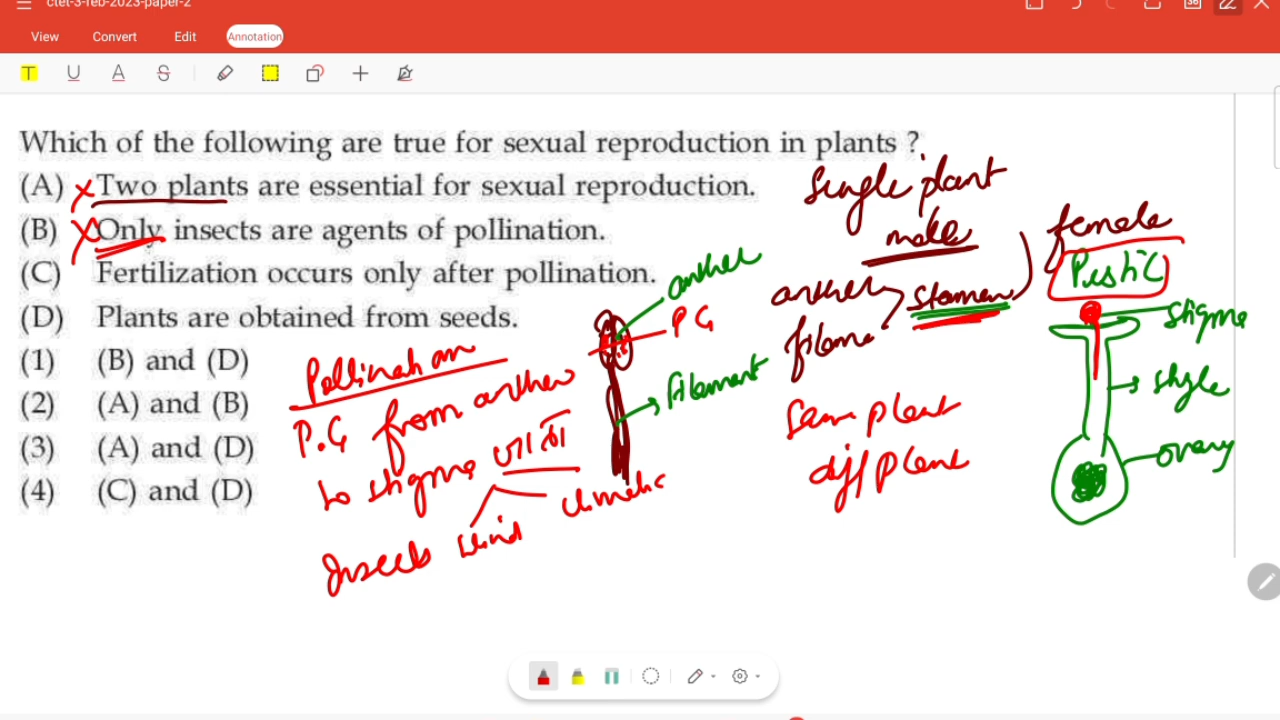 ctet-3-feb-2023-paper-2
View Convert Edit Annotation
Which of the following are true for sexual reproduction in plants ?
(A) Two plants are essential for sexual reproduction.
(B) Only insects are agents of pollination.
(C) Fertilization occurs only after pollination.
(D) Plants are obtained from seeds.
(1) (B) and (D)
(2) (A) and (B)
(3) (A) and (D)
(4) (C) and (D)
Single plant
male
anther
stamen
female
Pistil
stigma
style
ovary
anther
P G
Filament
Same plant
diff plant
Pollination
P.G from anther
to stigma
Insects wind climatic